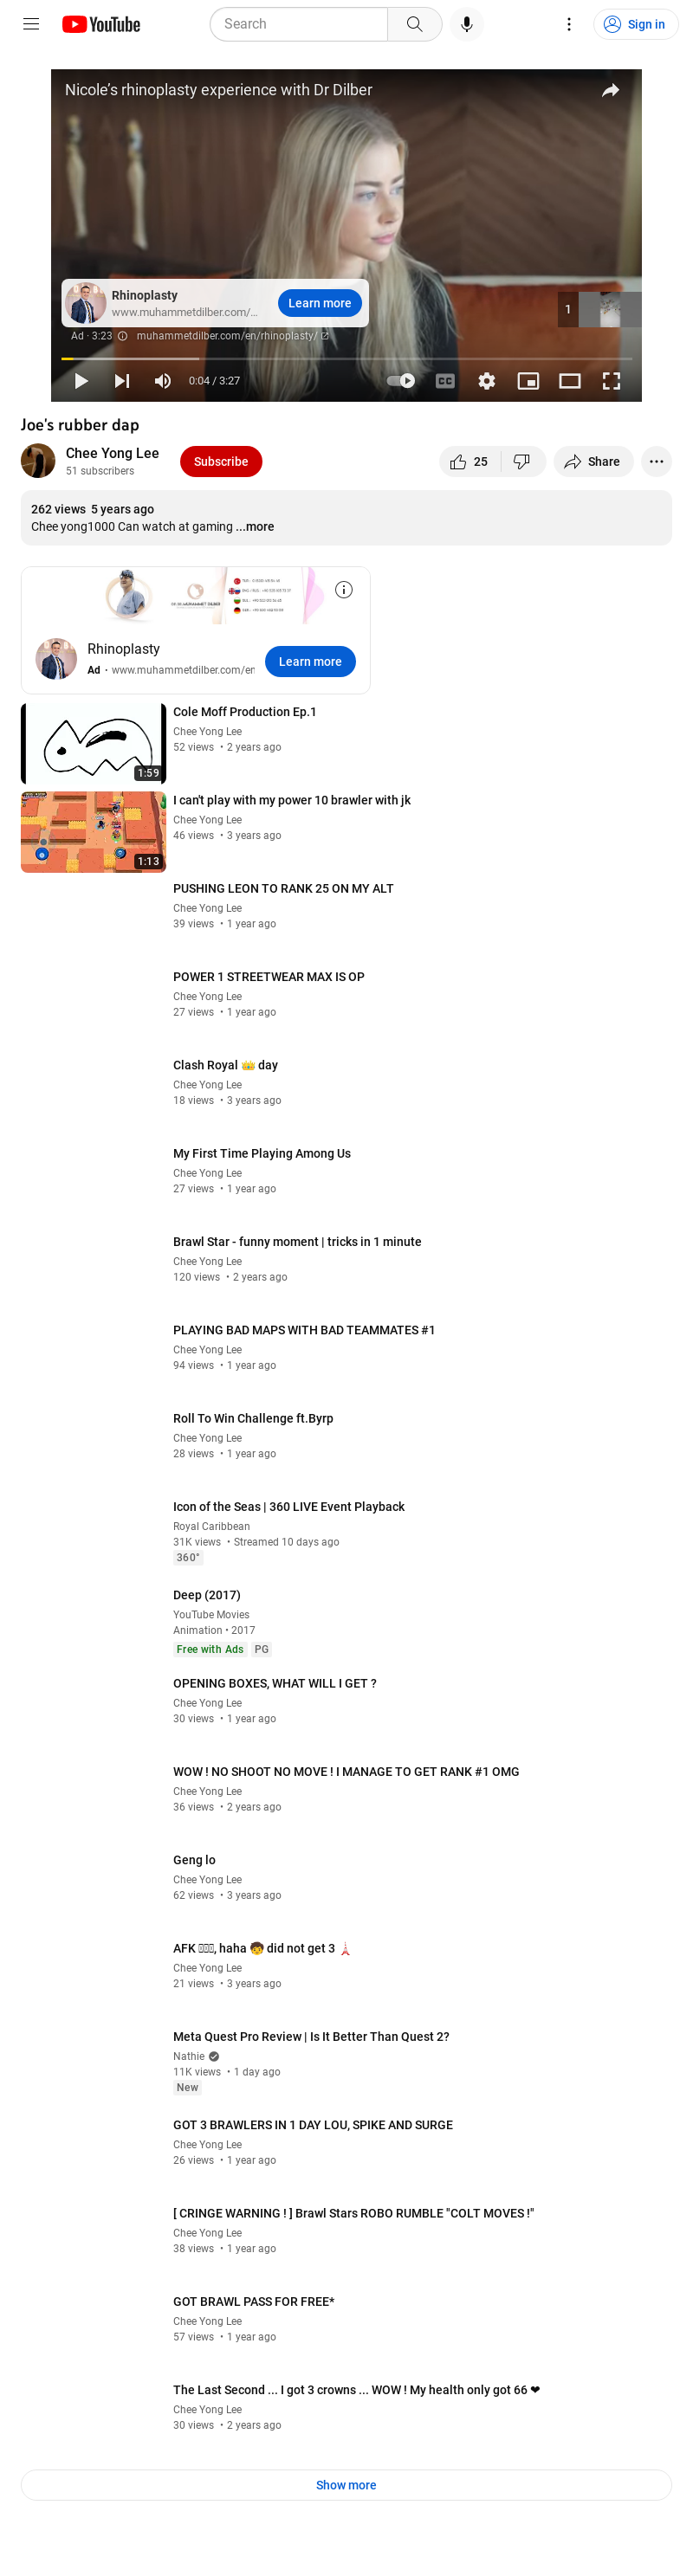 YouTube
Search
Sign in
Nicole's rhinoplasty experience with Dr Dilber
Rhinoplasty
www.muhammetdilber.com/...
Learn more
1
Ad · 3:23 muhammetdilber.com/en/rhinoplasty/
0:04 / 3:27
CC
Joe's rubber dap
Chee Yong Lee
51 subscribers
Subscribe
25
Share
262 views 5 years ago
Chee yong1000 Can watch at gaming ...more
Rhinoplasty
Ad • www.muhammetdilber.com/en
Learn more
Cole Moff Production Ep.1
Chee Yong Lee
52 views • 2 years ago
1:59
I can't play with my power 10 brawler with jk
Chee Yong Lee
46 views • 3 years ago
1:13
PUSHING LEON TO RANK 25 ON MY ALT
Chee Yong Lee
39 views • 1 year ago
POWER 1 STREETWEAR MAX IS OP
Chee Yong Lee
27 views • 1 year ago
Clash Royal 👑 day
Chee Yong Lee
18 views • 3 years ago
My First Time Playing Among Us
Chee Yong Lee
27 views • 1 year ago
Brawl Star - funny moment | tricks in 1 minute
Chee Yong Lee
120 views • 2 years ago
PLAYING BAD MAPS WITH BAD TEAMMATES #1
Chee Yong Lee
94 views • 1 year ago
Roll To Win Challenge ft.Byrp
Chee Yong Lee
28 views • 1 year ago
Icon of the Seas | 360 LIVE Event Playback
Royal Caribbean
31K views • Streamed 10 days ago
360°
Deep (2017)
YouTube Movies
Animation • 2017
Free with Ads PG
OPENING BOXES, WHAT WILL I GET ?
Chee Yong Lee
30 views • 1 year ago
WOW ! NO SHOOT NO MOVE ! I MANAGE TO GET RANK #1 OMG
Chee Yong Lee
36 views • 2 years ago
Geng lo
Chee Yong Lee
62 views • 3 years ago
AFK , haha 🧒 did not get 3 🗼
Chee Yong Lee
21 views • 3 years ago
Meta Quest Pro Review | Is It Better Than Quest 2?
Nathie
11K views • 1 day ago
New
GOT 3 BRAWLERS IN 1 DAY LOU, SPIKE AND SURGE
Chee Yong Lee
26 views • 1 year ago
[ CRINGE WARNING ! ] Brawl Stars ROBO RUMBLE "COLT MOVES !"
Chee Yong Lee
38 views • 1 year ago
GOT BRAWL PASS FOR FREE*
Chee Yong Lee
57 views • 1 year ago
The Last Second ... I got 3 crowns ... WOW ! My health only got 66 ❤
Chee Yong Lee
30 views • 2 years ago
Show more